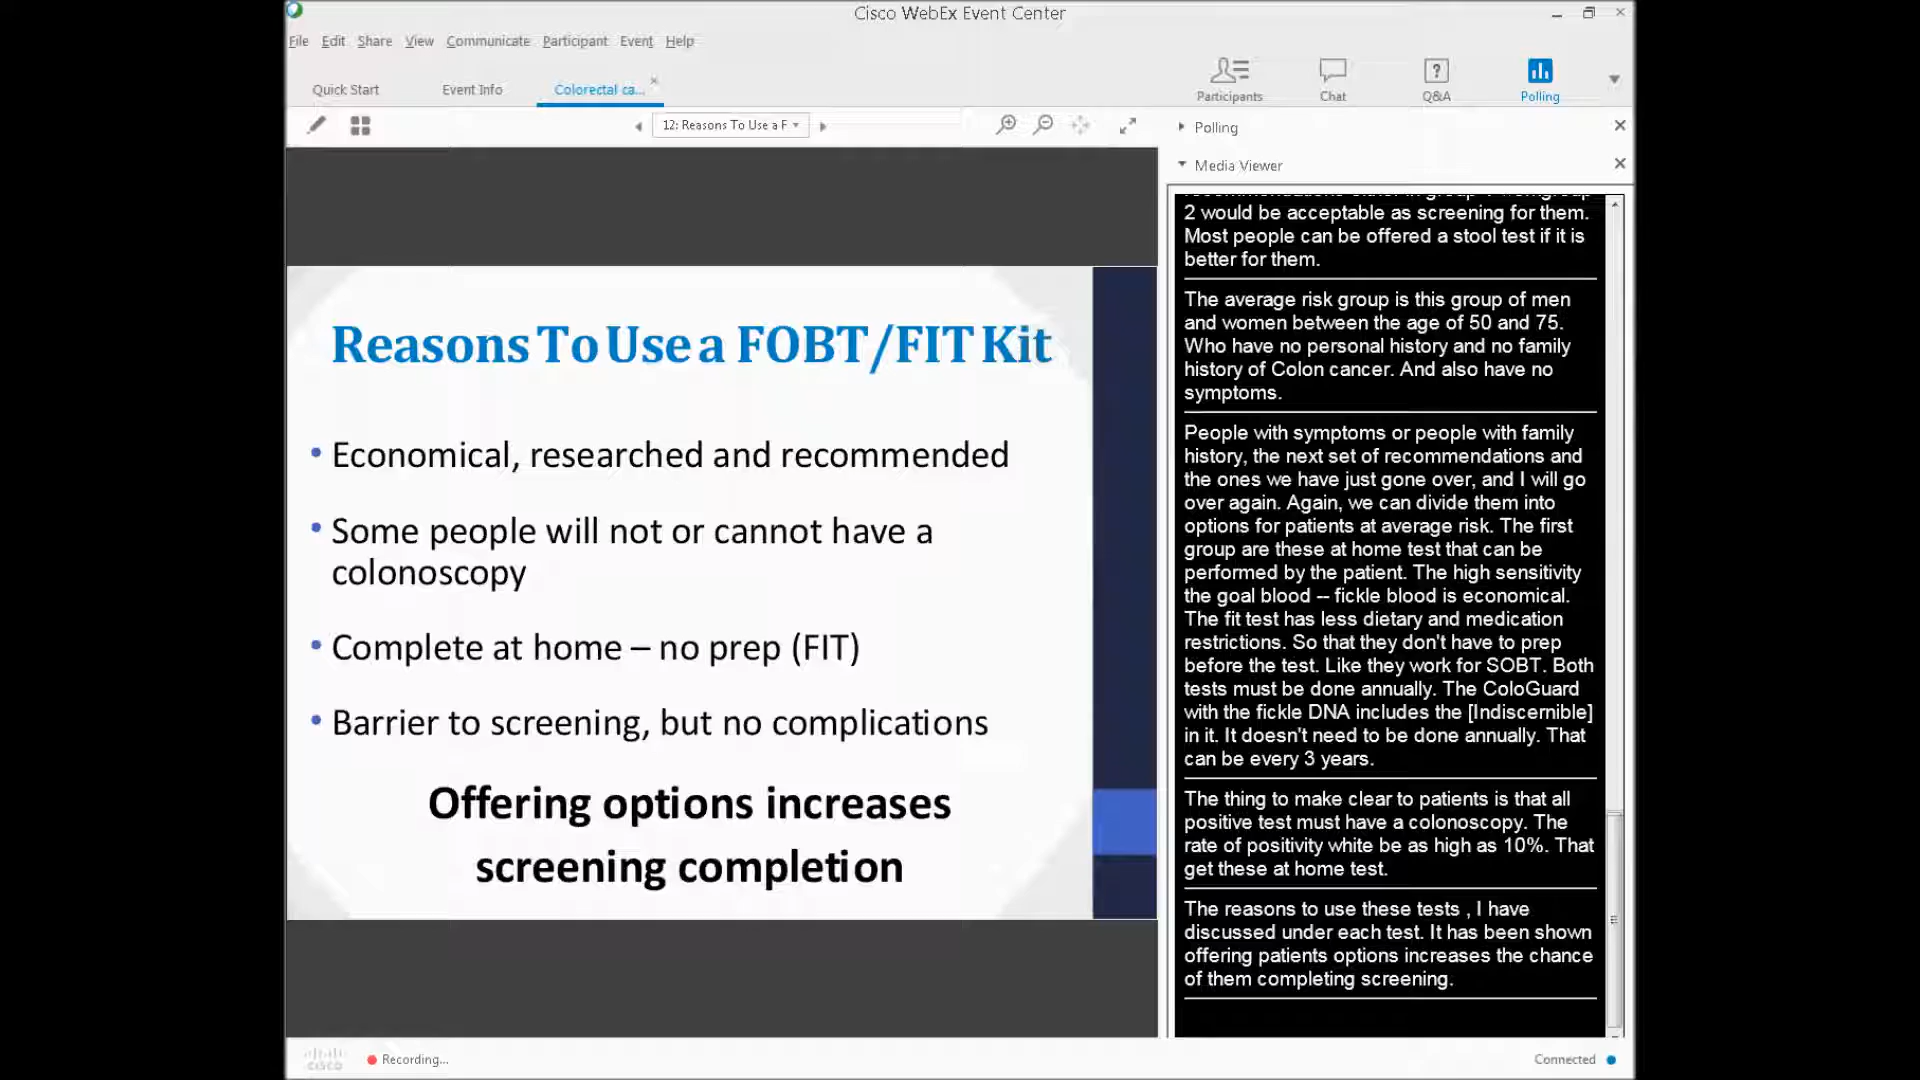 Cisco WebEx Event Center
File Edit Share View Communicate Participant Event Help
Quick Start Event Info Colorectal ca...
Participants Chat Q&A Polling
12: Reasons To Use a F
Reasons To Use a FOBT/FIT Kit
• Economical, researched and recommended
• Some people will not or cannot have a
colonoscopy
• Complete at home – no prep (FIT)
• Barrier to screening, but no complications
Offering options increases
screening completion
Polling
Media Viewer
2 would be acceptable as screening for them.
Most people can be offered a stool test if it is
better for them.
The average risk group is this group of men
and women between the age of 50 and 75.
Who have no personal history and no family
history of Colon cancer. And also have no
symptoms.
People with symptoms or people with family
history, the next set of recommendations and
the ones we have just gone over, and I will go
over again. Again, we can divide them into
options for patients at average risk. The first
group are these at home test that can be
performed by the patient. The high sensitivity
the goal blood -- fickle blood is economical.
The fit test has less dietary and medication
restrictions. So that they don't have to prep
before the test. Like they work for SOBT. Both
tests must be done annually. The ColoGuard
with the fickle DNA includes the [Indiscernible]
in it. It doesn't need to be done annually. That
can be every 3 years.
The thing to make clear to patients is that all
positive test must have a colonoscopy. The
rate of positivity white be as high as 10%. That
get these at home test.
The reasons to use these tests , I have
discussed under each test. It has been shown
offering patients options increases the chance
of them completing screening.
cisco
Recording...
Connected